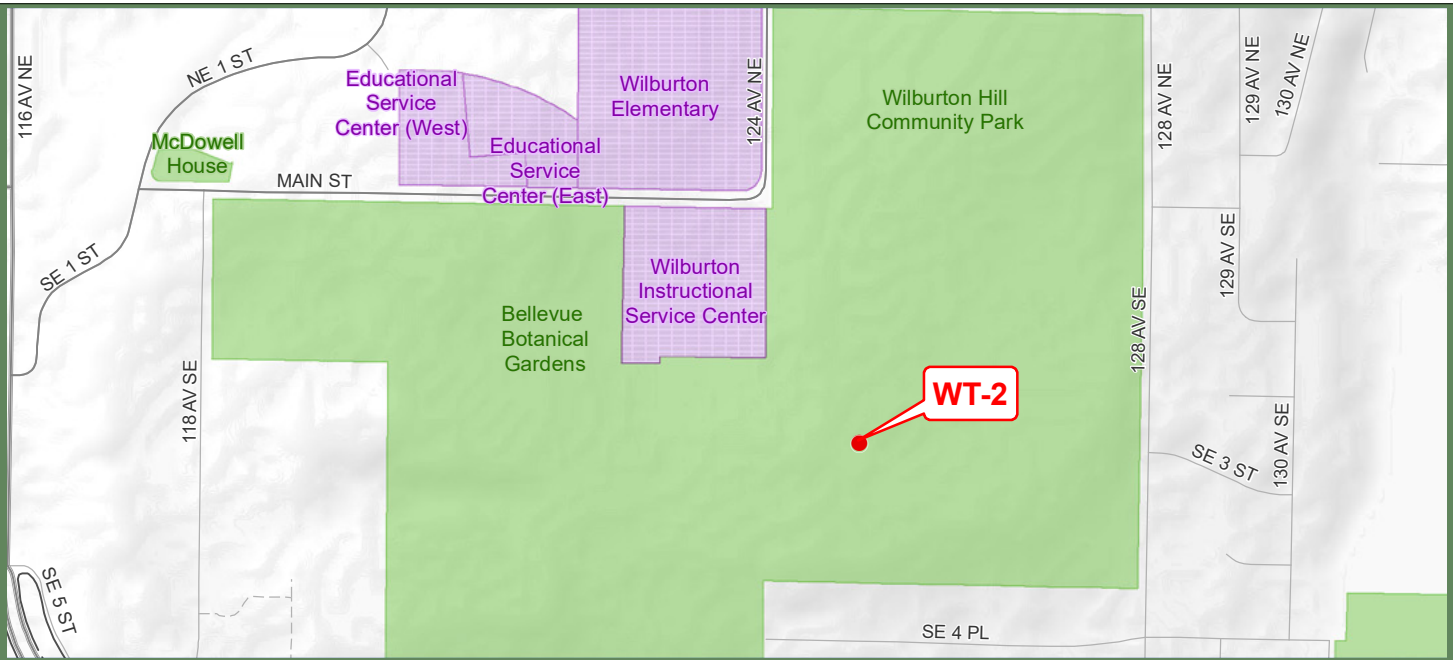 116 AV NE
NE 1 ST
Educational
Service
Center (West)
Wilburton
Elementary
124 AV NE
Wilburton Hill
Community Park
128 AV NE
129 AV NE
130 AV NE
McDowell
House
MAIN ST
Educational
Service
Center (East)
SE 1 ST
Wilburton
Instructional
Service Center
Bellevue
Botanical
Gardens
129 AV SE
128 AV SE
118 AV SE
WT-2
SE 3 ST
130 AV SE
SE 5 ST
SE 4 PL